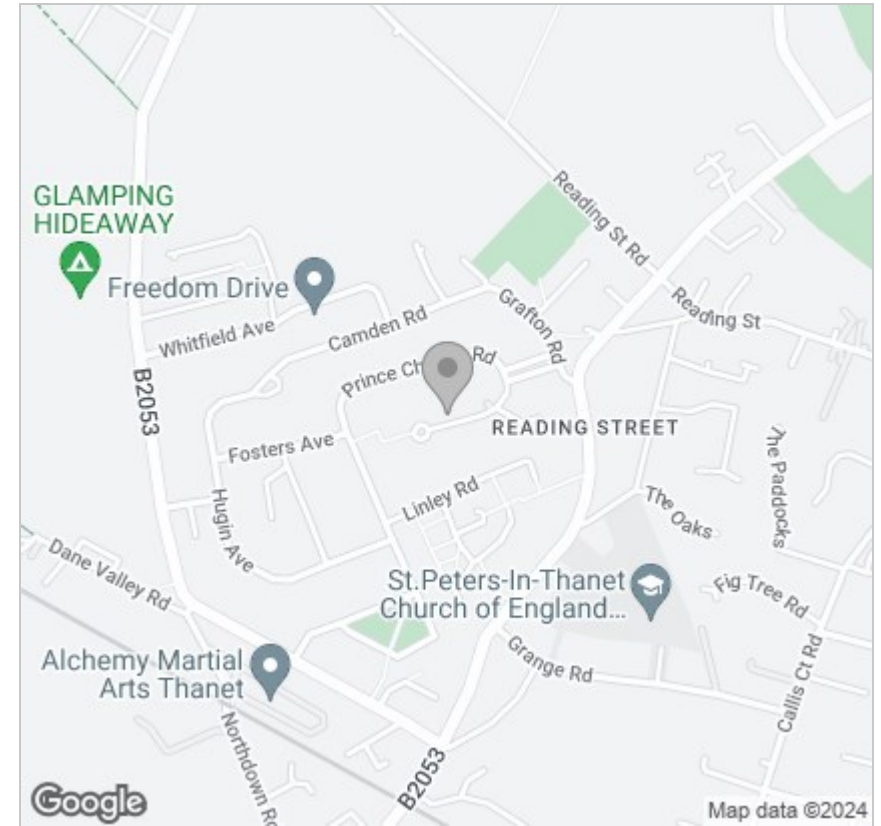 GLAMPING
HIDEAWAY
Freedom Drive
Reading St Rd
Reading St
Grafton Rd
Camden Rd
Whitfield Ave
Prince Ch
Rd
B2053
READING STREET
Fosters Ave
The Paddocks
Linley Rd
The Oaks
Hugin Ave
Dane Valley Rd
St.Peters-In-Thanet
Church of England...
Fig Tree Rd
Grange Rd
Callis Ct Rd
Alchemy Martial
Arts Thanet
Northdown Rd
B2053
Google
Map data ©2024